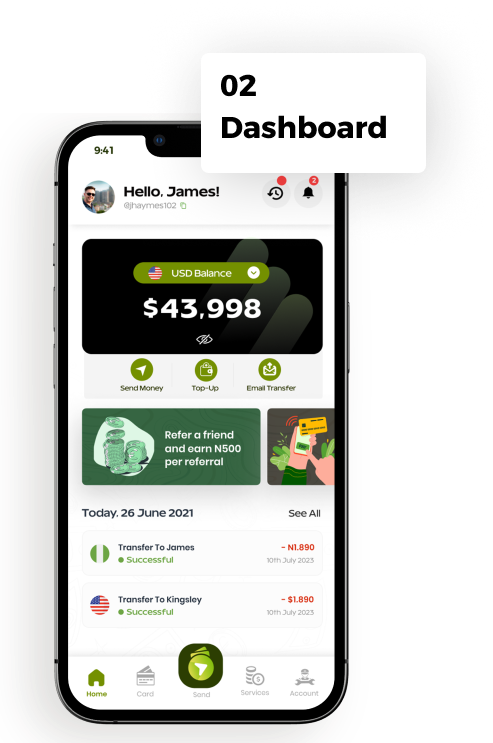 02
Dashboard
9:41
Hello, James!
@jhaymes102
2
USD Balance
$43,998
Send Money
Top-Up
Email Transfer
Refer a friend
and earn N500
per referral
Today. 26 June 2021
See All
Transfer To James
- N1.890
Successful
10th July 2023
Transfer To Kingsley
- $1.890
Successful
10th July 2023
Home
Card
Send
Services
Account